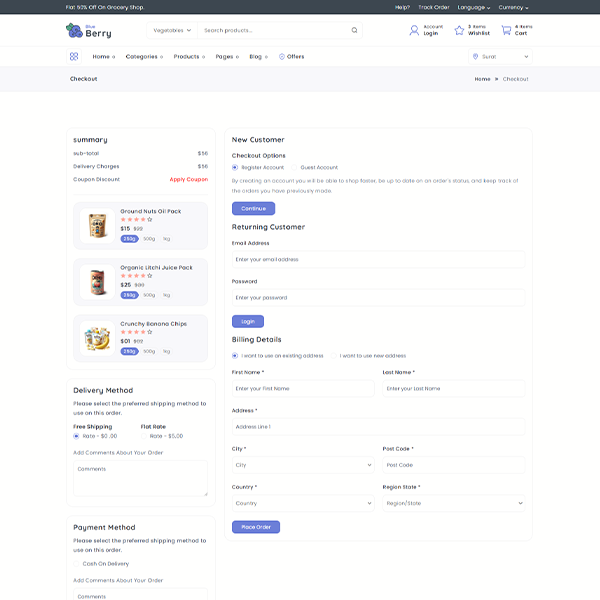 Flat 50% Off On Grocery Shop.
Help? Track Order Language Currency
Blue
Berry
Vegetables Search products...
Account
Login
3 Items
Wishlist
4 Items
Cart
Home Categories Products Pages Blog Offers
Surat
Checkout
Home » Checkout
summary
sub-total $56
Delivery Charges $56
Coupon Discount Apply Coupon
Ground Nuts Oil Pack
$15
250g 500g 1kg
Organic Litchi Juice Pack
$25
250g 500g 1kg
Crunchy Banana Chips
$01 $02
250g 500g 1kg
Delivery Method
Please select the preferred shipping method to
use on this order.
Free Shipping Flat Rate
Rate - $0 .00 Rate - $5.00
Add Comments About Your Order
Comments
Payment Method
Please select the preferred shipping method to
use on this order.
Cash On Delivery
Add Comments About Your Order
Comments
New Customer
Checkout Options
Register Account Guest Account
By creating an account you will be able to shop faster, be up to date on an order's status, and keep track of
the orders you have previously made.
Continue
Returning Customer
Email Address
Enter your email address
Password
Enter your password
Login
Billing Details
I want to use an existing address I want to use new address
First Name * Last Name *
Enter your First Name Enter your Last Name
Address *
Address Line 1
City * Post Code *
City Post Code
Country * Region State *
Country Region/State
Place Order